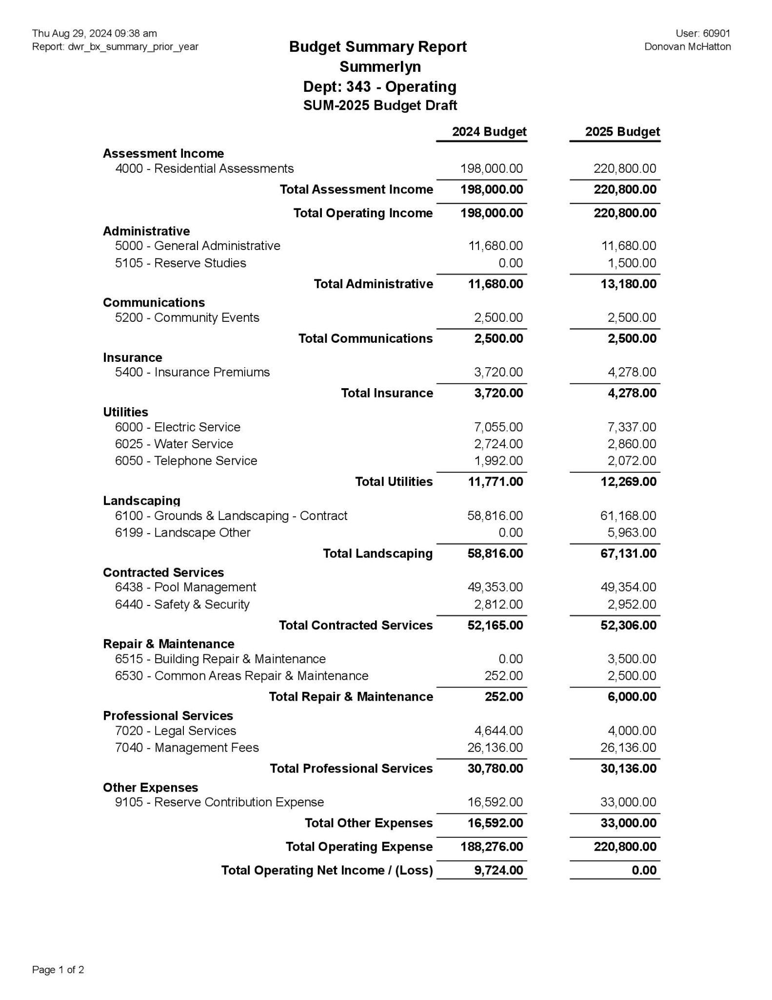 Thu Aug 29, 2024 09:38 am
User: 60901
Report: dwr_bx_summary_prior_year
Donovan McHatton
Budget Summary Report
Summerlyn
Dept: 343 - Operating
SUM-2025 Budget Draft
2024 Budget 2025 Budget
Assessment Income
4000 - Residential Assessments 198,000.00 220,800.00
Total Assessment Income 198,000.00 220,800.00
Total Operating Income 198,000.00 220,800.00
Administrative
5000 - General Administrative 11,680.00 11,680.00
5105 - Reserve Studies 0.00 1,500.00
Total Administrative 11,680.00 13,180.00
Communications
5200 - Community Events 2,500.00 2,500.00
Total Communications 2,500.00 2,500.00
Insurance
5400 - Insurance Premiums 3,720.00 4,278.00
Total Insurance 3,720.00 4,278.00
Utilities
6000 - Electric Service 7,055.00 7,337.00
6025 - Water Service 2,724.00 2,860.00
6050 - Telephone Service 1,992.00 2,072.00
Total Utilities 11,771.00 12,269.00
Landscaping
6100 - Grounds & Landscaping - Contract 58,816.00 61,168.00
6199 - Landscape Other 0.00 5,963.00
Total Landscaping 58,816.00 67,131.00
Contracted Services
6438 - Pool Management 49,353.00 49,354.00
6440 - Safety & Security 2,812.00 2,952.00
Total Contracted Services 52,165.00 52,306.00
Repair & Maintenance
6515 - Building Repair & Maintenance 0.00 3,500.00
6530 - Common Areas Repair & Maintenance 252.00 2,500.00
Total Repair & Maintenance 252.00 6,000.00
Professional Services
7020 - Legal Services 4,644.00 4,000.00
7040 - Management Fees 26,136.00 26,136.00
Total Professional Services 30,780.00 30,136.00
Other Expenses
9105 - Reserve Contribution Expense 16,592.00 33,000.00
Total Other Expenses 16,592.00 33,000.00
Total Operating Expense 188,276.00 220,800.00
Total Operating Net Income / (Loss) 9,724.00 0.00
Page 1 of 2